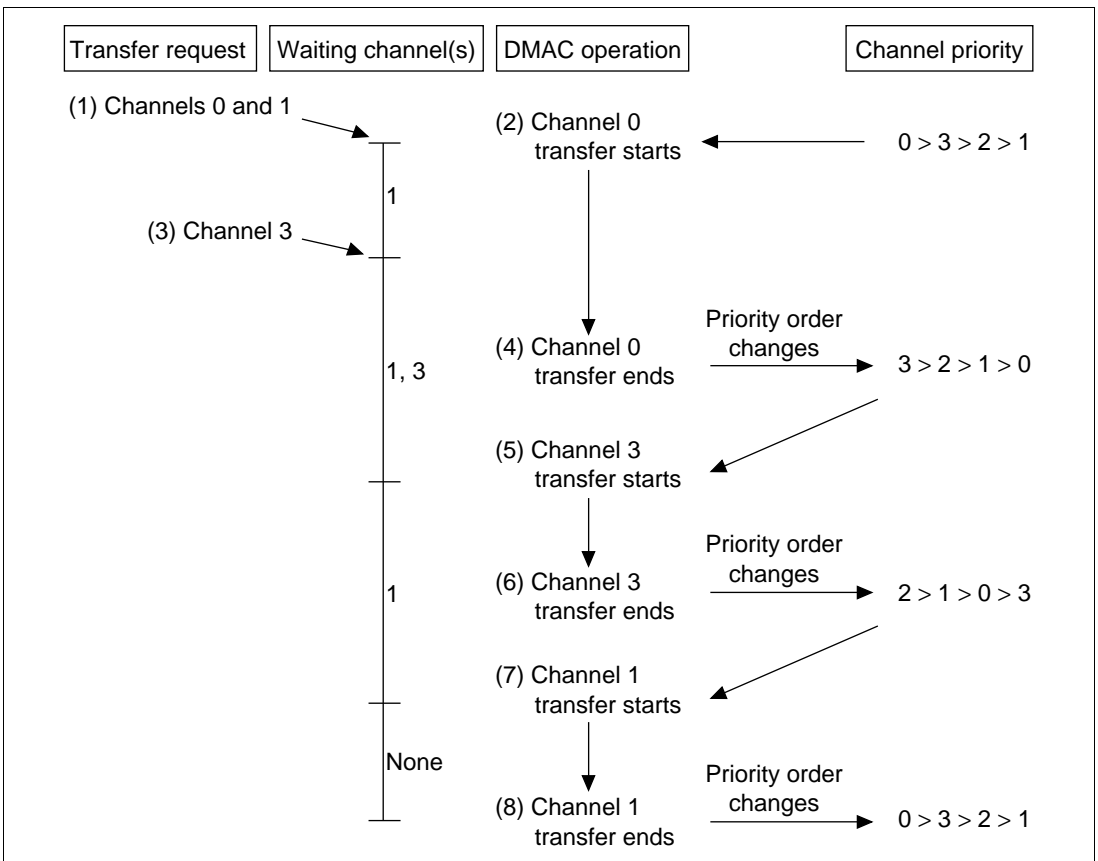 Transfer request
Waiting channel(s)
DMAC operation
Channel priority
(1) Channels 0 and 1
(2) Channel 0
transfer starts
0 > 3 > 2 > 1
1
(3) Channel 3
1, 3
(4) Channel 0
transfer ends
Priority order
changes
3 > 2 > 1 > 0
(5) Channel 3
transfer starts
1
(6) Channel 3
transfer ends
Priority order
changes
2 > 1 > 0 > 3
(7) Channel 1
transfer starts
None
(8) Channel 1
transfer ends
Priority order
changes
0 > 3 > 2 > 1